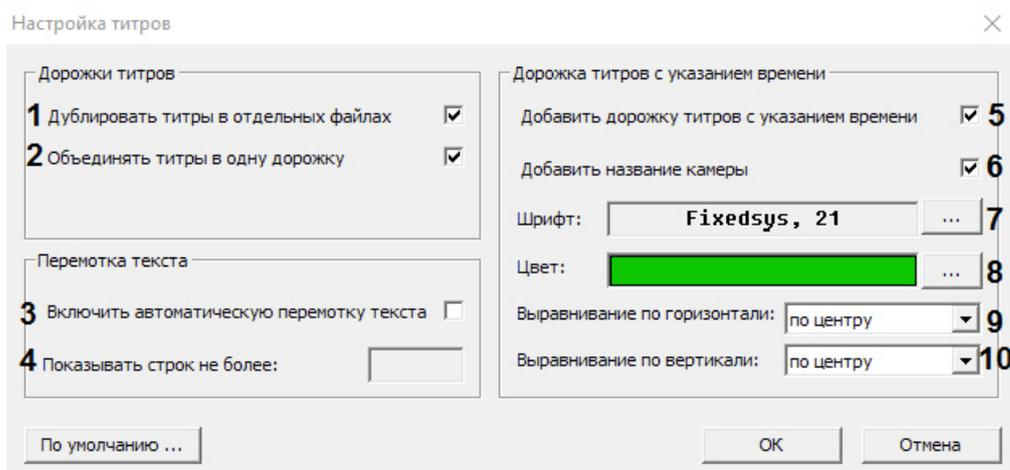 Настройка титров
Дорожки титров
1 Дублировать титры в отдельных файлах
2 Объединять титры в одну дорожку
Перемотка текста
3 Включить автоматическую перемотку текста
4 Показывать строк не более:
Дорожка титров с указанием времени
Добавить дорожку титров с указанием времени 5
Добавить название камеры 6
Шрифт: Fixedsys, 21 ... 7
Цвет: ... 8
Выравнивание по горизонтали: по центру 9
Выравнивание по вертикали: по центру 10
По умолчанию ... OK Отмена